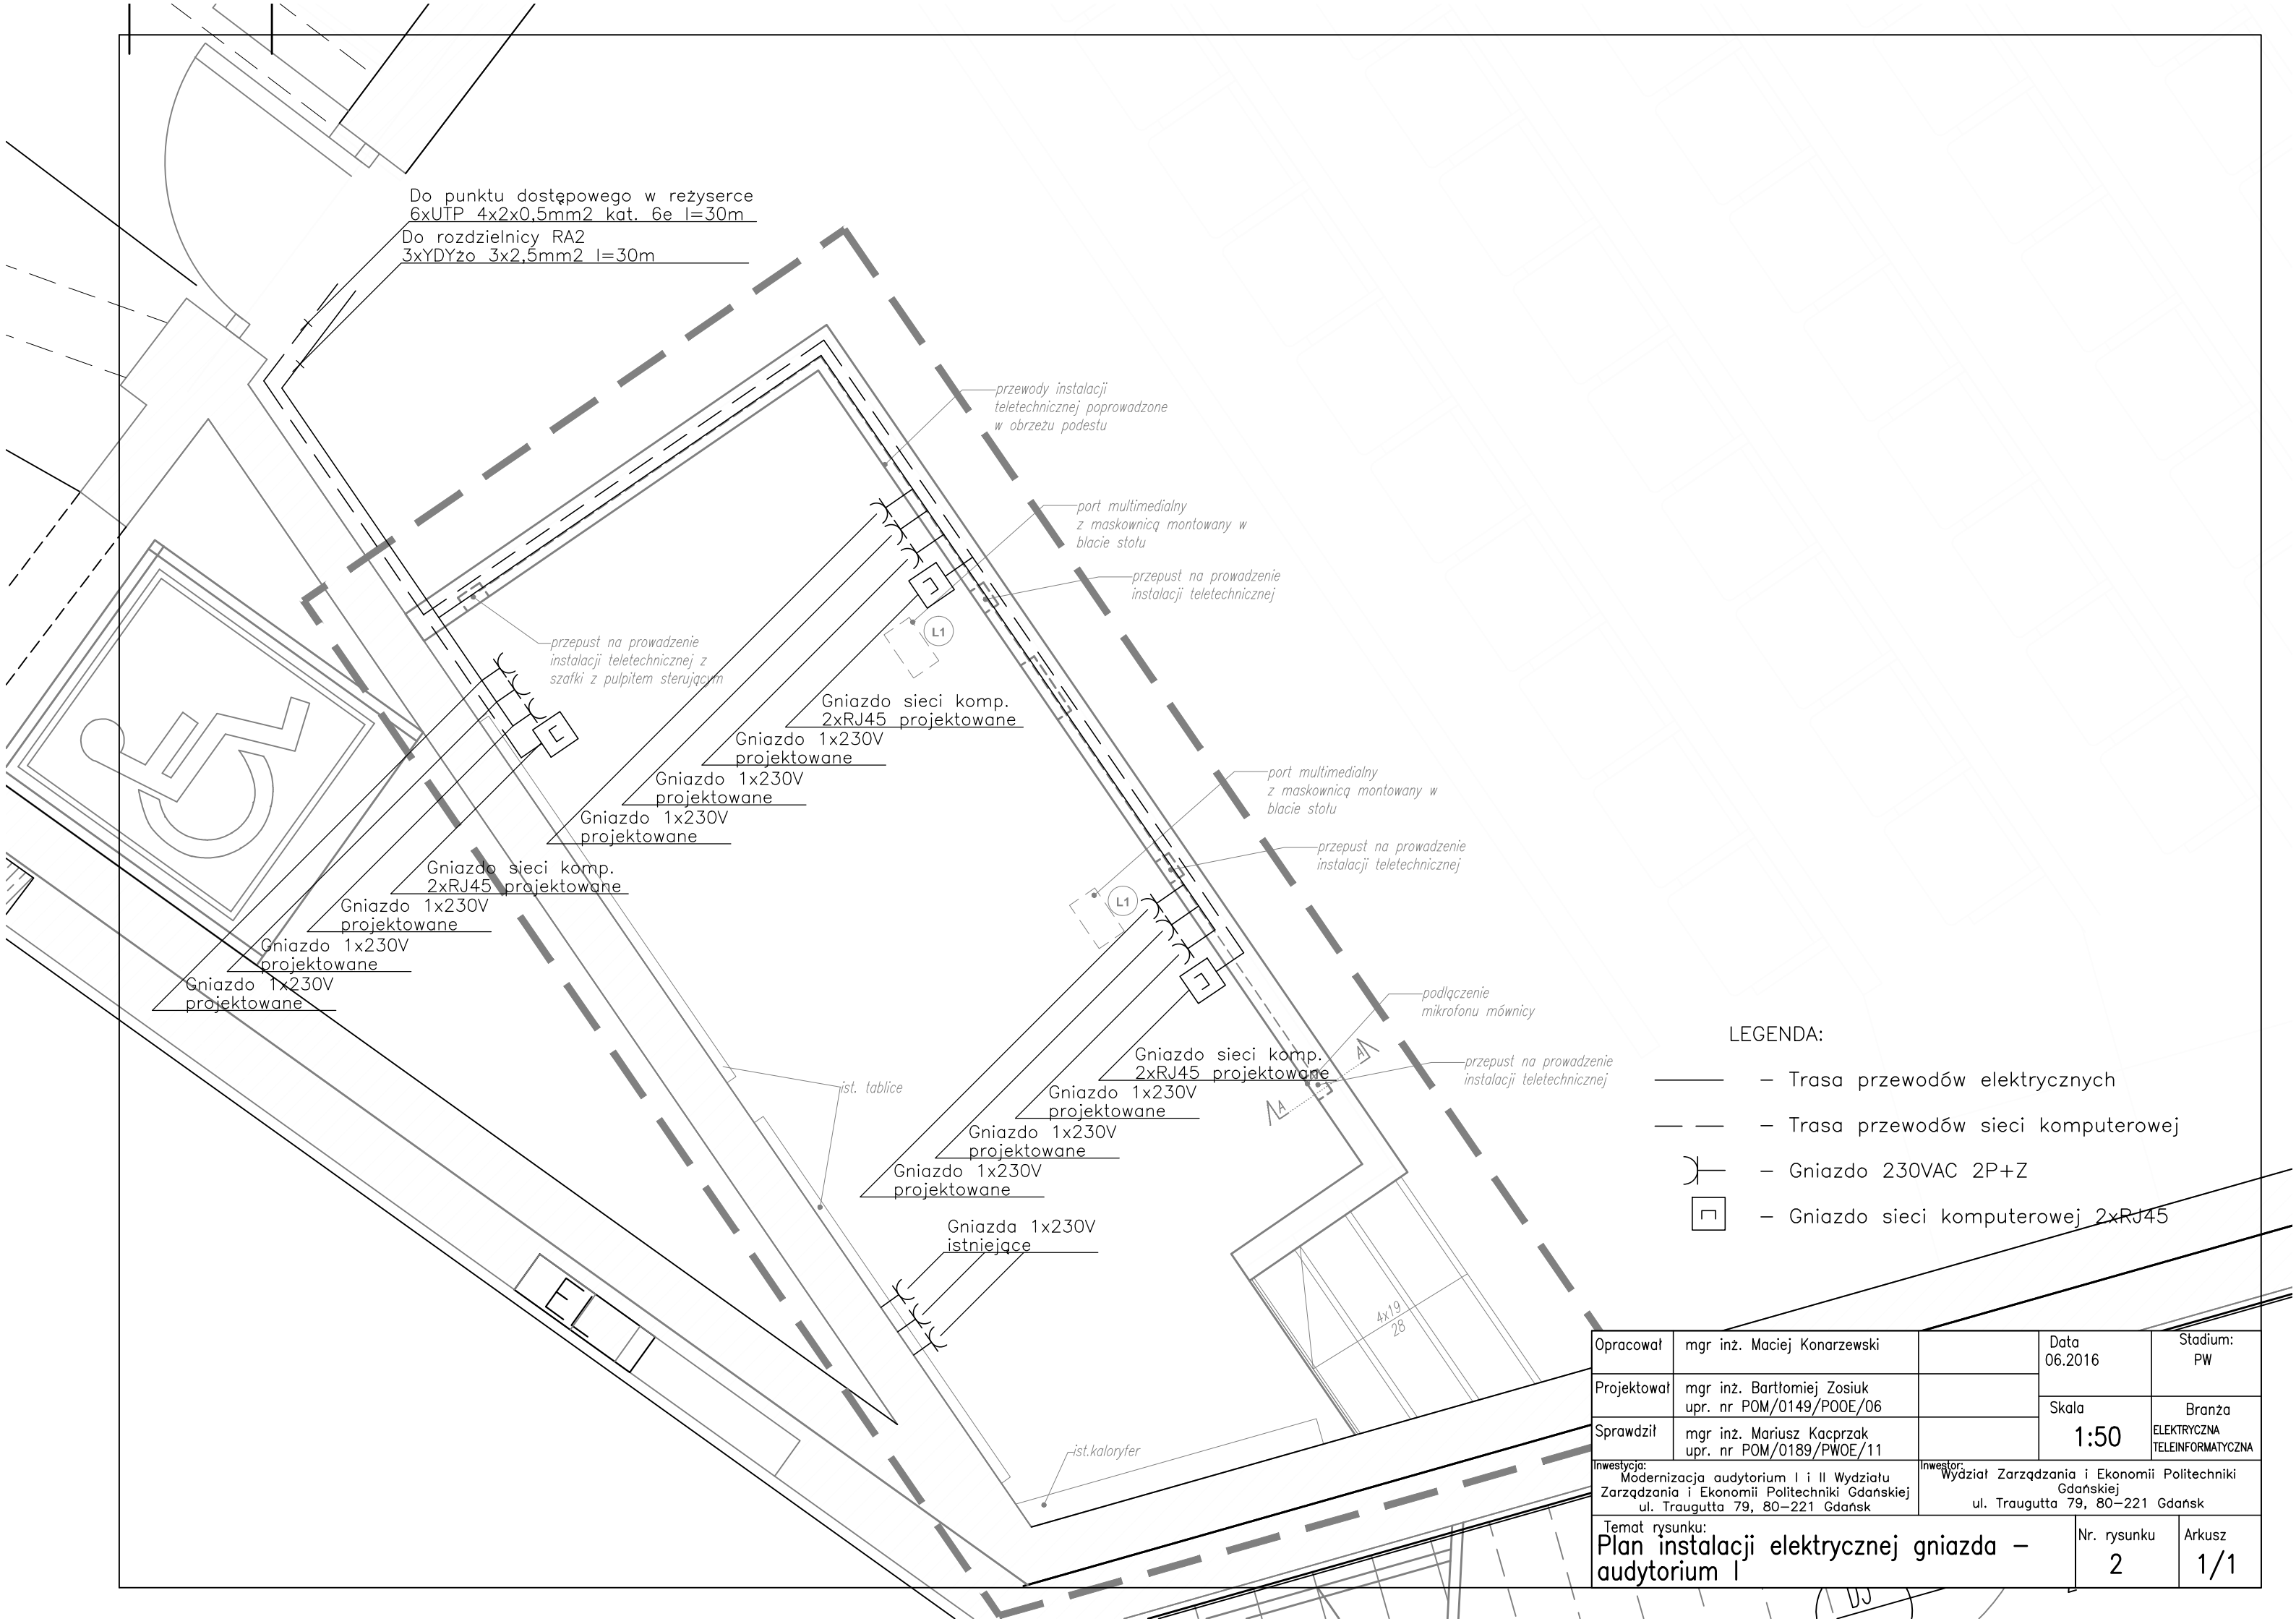 Do punktu dostępowego w reżyserce
6xUTP 4x2x0,5mm2 kat. 6e l=30m
Do rozdzielnicy RA2
3xYDYżo 3x2,5mm2 l=30m
przewody instalacji
teletechnicznej poprowadzone
w obrzeżu podestu
port multimedialny
z maskownicą montowany w
blacie stołu
przepust na prowadzenie
instalacji teletechnicznej
L1
przepust na prowadzenie
instalacji teletechnicznej z
szafki z pulpitem sterującym
Gniazdo sieci komp.
2xRJ45 projektowane
Gniazdo 1x230V
projektowane
Gniazdo 1x230V
projektowane
Gniazdo 1x230V
projektowane
port multimedialny
z maskownicą montowany w
blacie stołu
przepust na prowadzenie
instalacji teletechnicznej
L1
Gniazdo sieci komp.
2xRJ45 projektowane
Gniazdo 1x230V
projektowane
Gniazdo 1x230V
projektowane
Gniazdo 1x230V
projektowane
podłączenie
mikrofonu mównicy
przepust na prowadzenie
instalacji teletechnicznej
A
A
Gniazdo sieci komp.
2xRJ45 projektowane
Gniazdo 1x230V
projektowane
Gniazdo 1x230V
projektowane
Gniazdo 1x230V
projektowane
ist. tablice
Gniazda 1x230V
istniejące
EL
4x19
28
ist.kaloryfer
LEGENDA:
– Trasa przewodów elektrycznych
– Trasa przewodów sieci komputerowej
– Gniazdo 230VAC 2P+Z
– Gniazdo sieci komputerowej 2xRJ45
Opracował mgr inż. Maciej Konarzewski
Data
06.2016
Stadium:
PW
Projektował mgr inż. Bartłomiej Zosiuk
upr. nr POM/0149/POOE/06
Skala
1:50
Branża
ELEKTRYCZNA
TELEINFORMATYCZNA
Sprawdził mgr inż. Mariusz Kacprzak
upr. nr POM/0189/PWOE/11
Inwestycja:
Modernizacja audytorium I i II Wydziału
Zarządzania i Ekonomii Politechniki Gdańskiej
ul. Traugutta 79, 80–221 Gdańsk
Inwestor:
Wydział Zarządzania i Ekonomii Politechniki
Gdańskiej
ul. Traugutta 79, 80–221 Gdańsk
Temat rysunku:
Plan instalacji elektrycznej gniazda –
audytorium I
Nr. rysunku
2
Arkusz
1/1